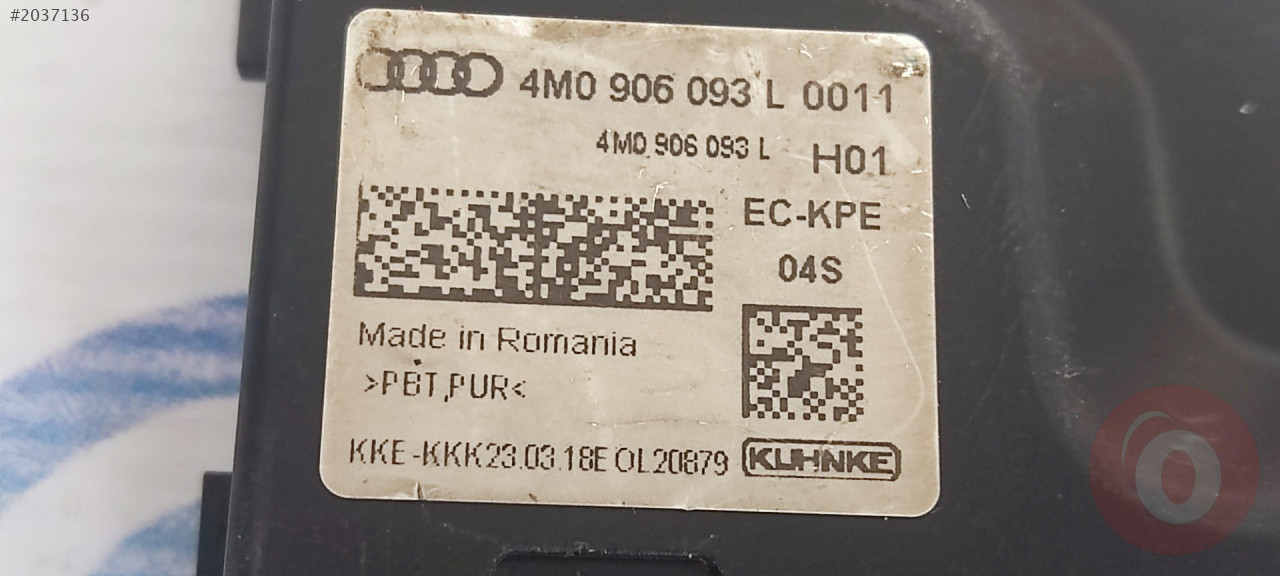 #2037136
4M0 906 093 L 0011
4M0 906 093 L H01
EC-KPE
04S
Made in Romania
>PBT,PUR<
KKE-KKK23.03.18E OL20879 KUHNKE